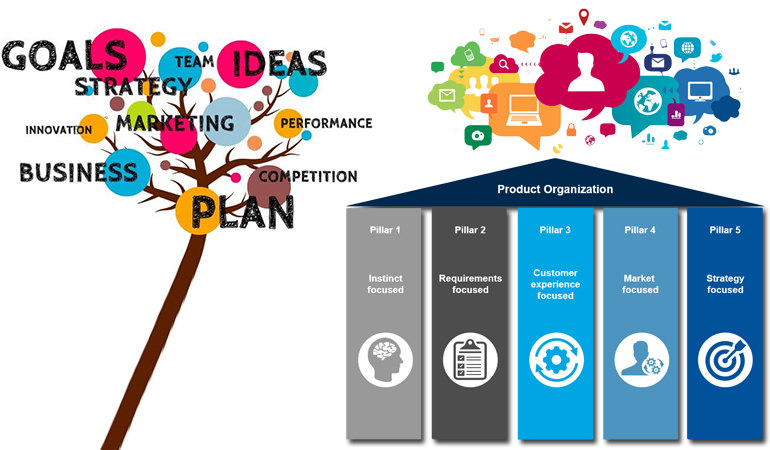 GOALS
TEAM
IDEAS
STRATEGY
INNOVATION
MARKETING
PERFORMANCE
BUSINESS
COMPETITION
PLAN
Product Organization
Pillar 1
Instinct
focused
Pillar 2
Requirements
focused
Pillar 3
Customer
experience
focused
Pillar 4
Market
focused
Pillar 5
Strategy
focused